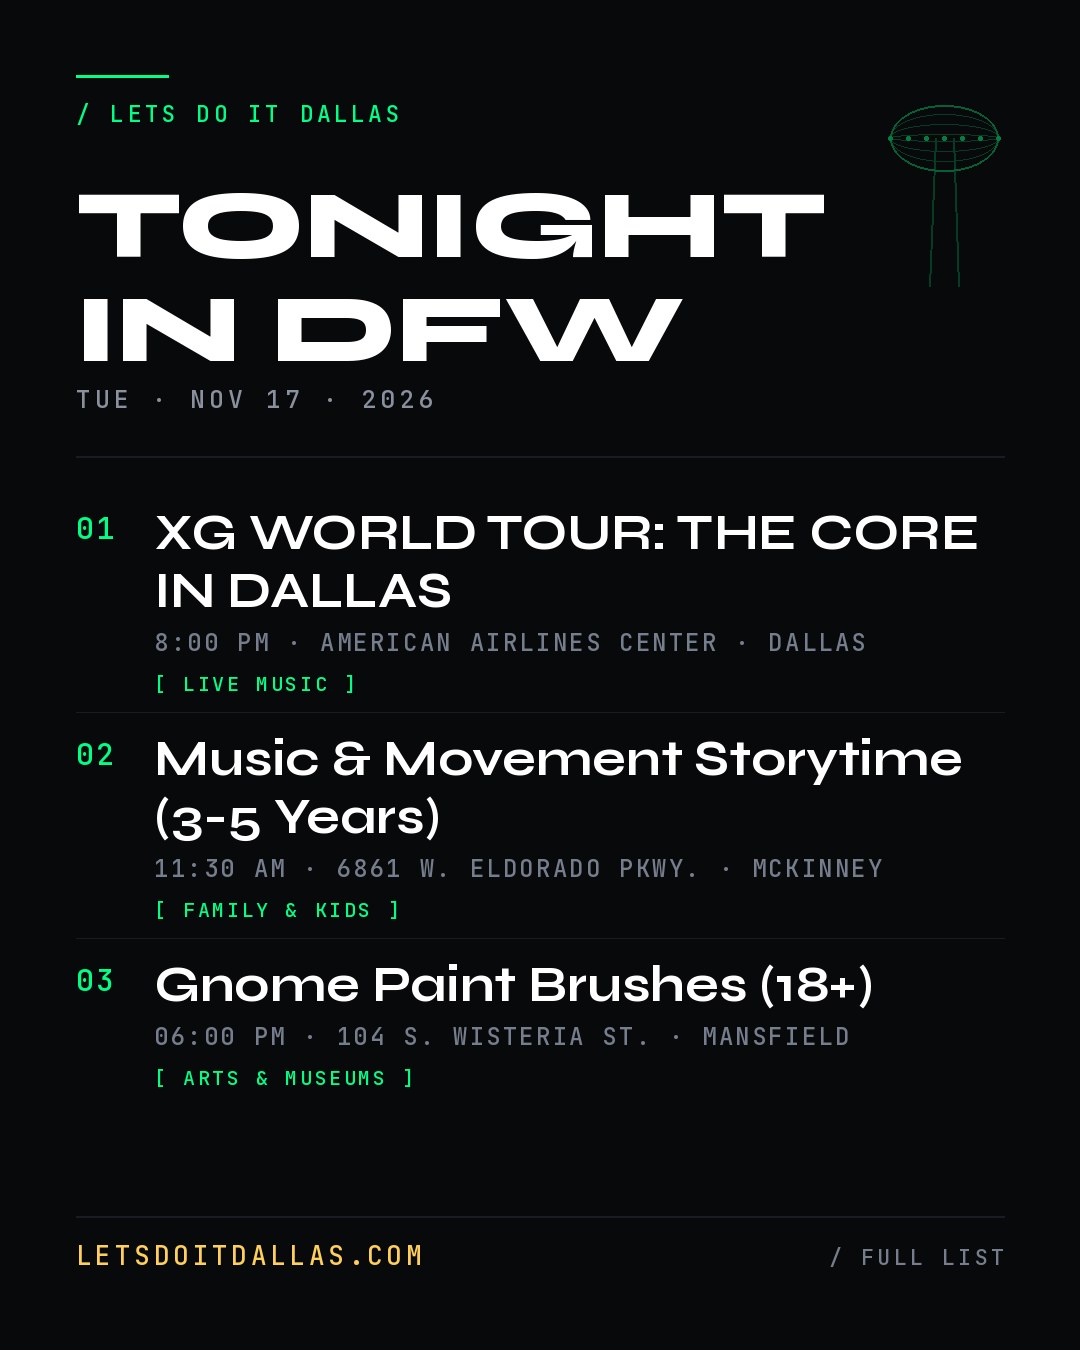 / LETS DO IT DALLAS
TONIGHT
IN DFW
TUE · NOV 17 · 2026
01
XG WORLD TOUR: THE CORE
IN DALLAS
8:00 PM · AMERICAN AIRLINES CENTER · DALLAS
[ LIVE MUSIC ]
02
Music & Movement Storytime
(3-5 Years)
11:30 AM · 6861 W. ELDORADO PKWY. · MCKINNEY
[ FAMILY & KIDS ]
03
Gnome Paint Brushes (18+)
06:00 PM · 104 S. WISTERIA ST. · MANSFIELD
[ ARTS & MUSEUMS ]
LETSDOITDALLAS.COM
/ FULL LIST